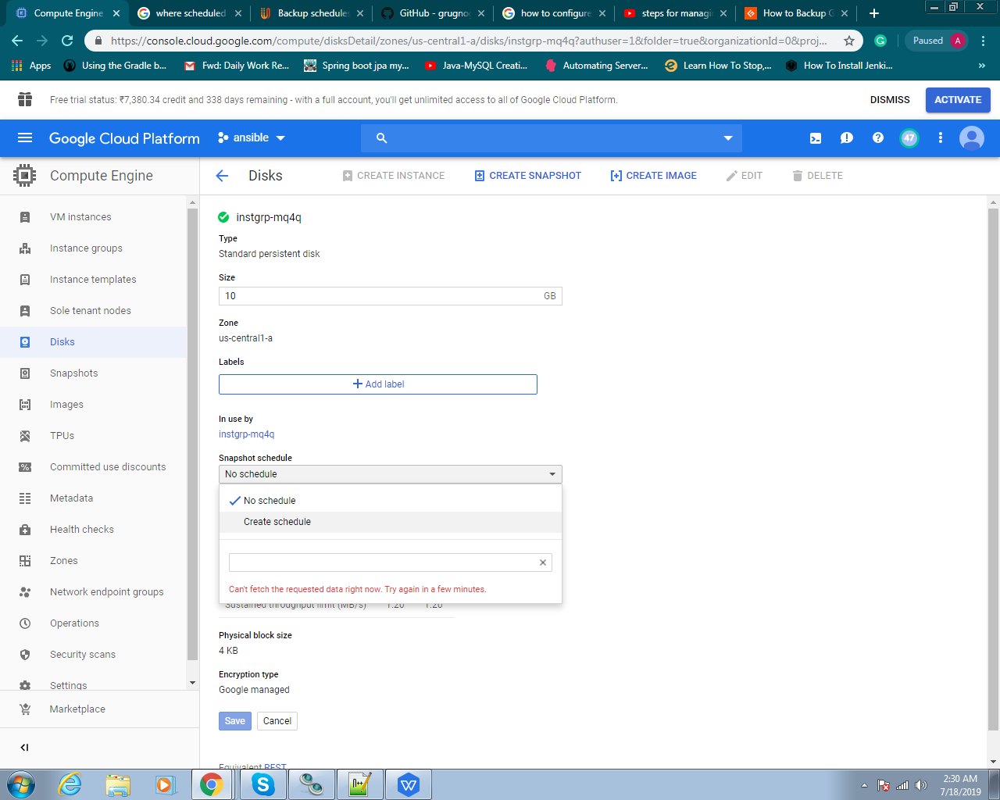 Compute Engine
where scheduled
Backup schedule
GitHub - grugno
how to configure
steps for managi
How to Backup G
https://console.cloud.google.com/compute/disksDetail/zones/us-central1-a/disks/instgrp-mq4q?authuser=1&folder=true&organizationId=0&proj...
Paused A
Apps
Using the Gradle b...
Fwd: Daily Work Re...
Spring boot jpa my...
Java-MySQL Creati...
Automating Server...
Learn How To Stop,...
How To Install Jenki...
»
Free trial status: ₹7,380.34 credit and 338 days remaining - with a full account, you'll get unlimited access to all of Google Cloud Platform.
DISMISS
ACTIVATE
Google Cloud Platform
ansible
47
Compute Engine
Disks
CREATE INSTANCE
CREATE SNAPSHOT
CREATE IMAGE
EDIT
DELETE
VM instances
Instance groups
Instance templates
Sole tenant nodes
Disks
Snapshots
Images
TPUs
Committed use discounts
Metadata
Health checks
Zones
Network endpoint groups
Operations
Security scans
Settings
Marketplace
instgrp-mq4q
Type
Standard persistent disk
Size
10 GB
Zone
us-central1-a
Labels
Add label
In use by
instgrp-mq4q
Snapshot schedule
No schedule
No schedule
Create schedule
Can't fetch the requested data right now. Try again in a few minutes.
Sustained throughput limit (MB/s) 1.20 1.20
Physical block size
4 KB
Encryption type
Google managed
Save
Cancel
Equivalent REST
2:30 AM
7/18/2019